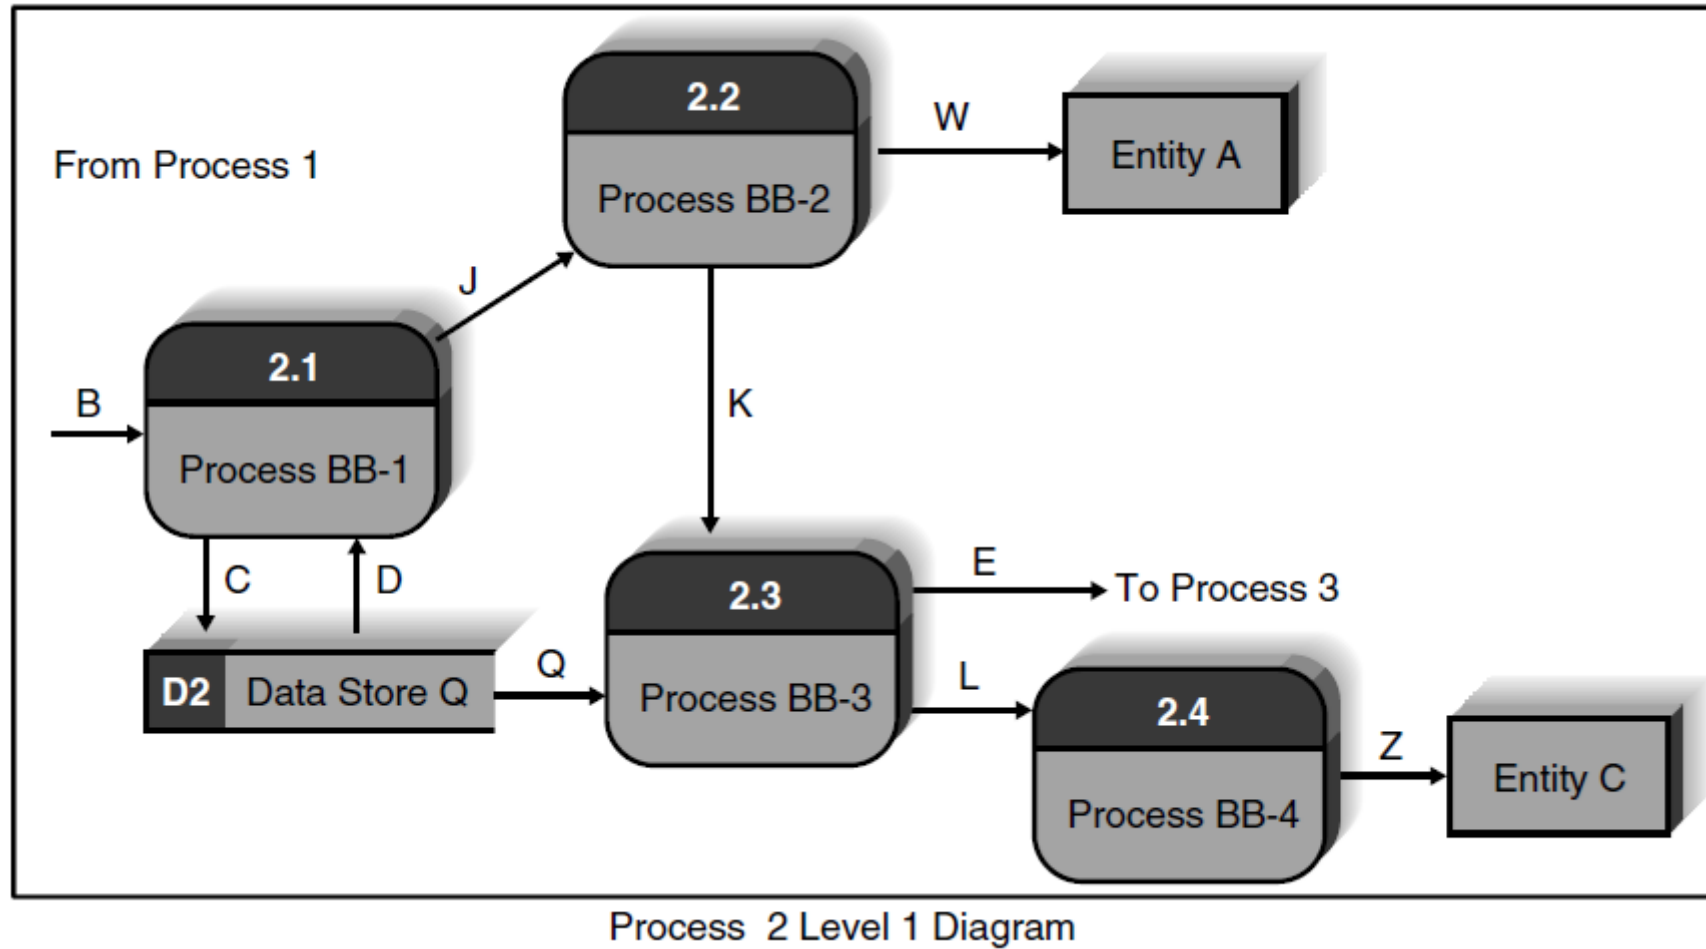 2.2
W
Entity A
From Process 1
Process BB-2
J
2.1
B
K
Process BB-1
C
D
E
To Process 3
2.3
D2
Data Store Q
Q
Process BB-3
L
2.4
Z
Entity C
Process BB-4
Process 2 Level 1 Diagram